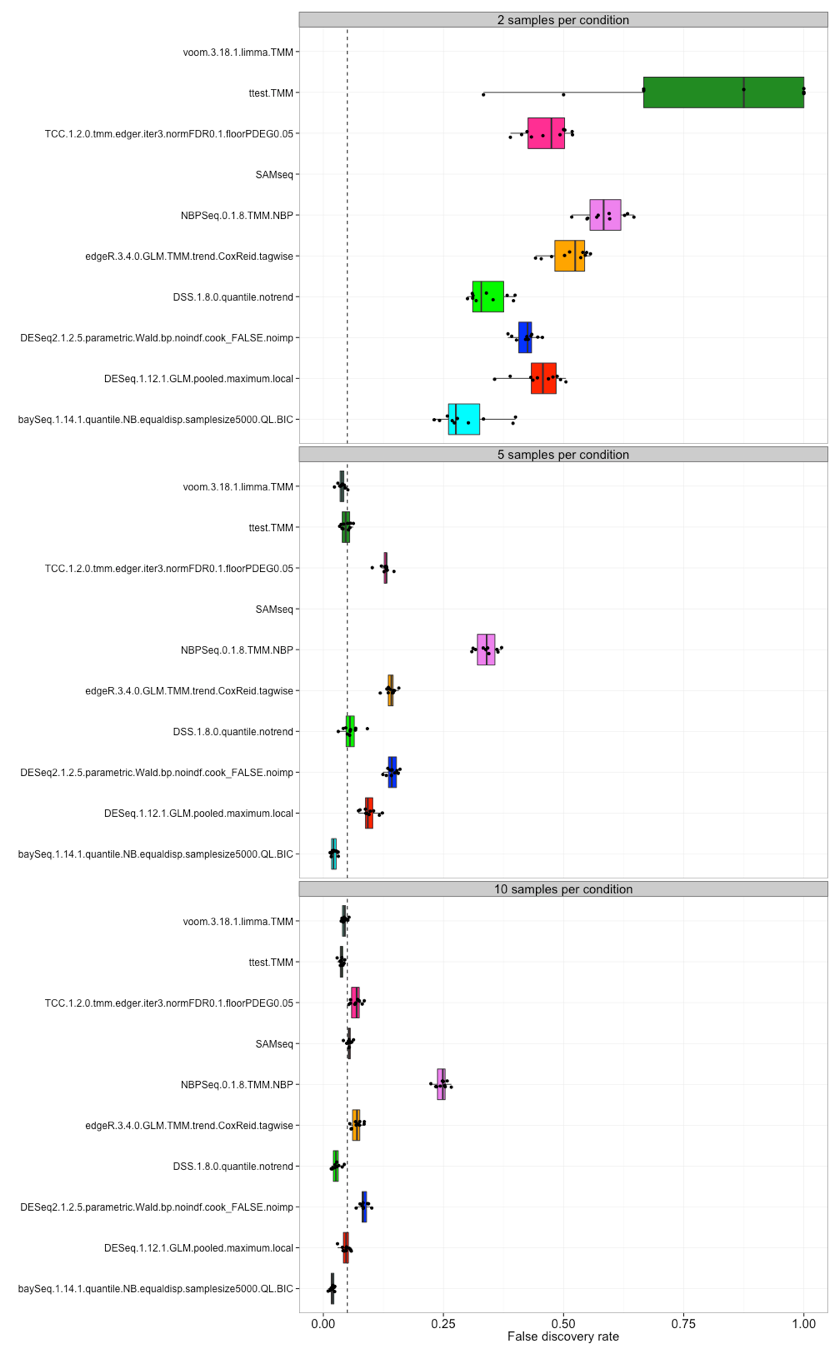 2 samples per condition
voom.3.18.1.limma.TMM
ttest.TMM
TCC.1.2.0.tmm.edger.iter3.normFDR0.1.floorPDEG0.05
SAMseq
NBPSeq.0.1.8.TMM.NBP
edgeR.3.4.0.GLM.TMM.trend.CoxReid.tagwise
DSS.1.8.0.quantile.notrend
DESeq2.1.2.5.parametric.Wald.bp.noindf.cook_FALSE.noimp
DESeq.1.12.1.GLM.pooled.maximum.local
baySeq.1.14.1.quantile.NB.equaldisp.samplesize5000.QL.BIC
5 samples per condition
voom.3.18.1.limma.TMM
ttest.TMM
TCC.1.2.0.tmm.edger.iter3.normFDR0.1.floorPDEG0.05
SAMseq
NBPSeq.0.1.8.TMM.NBP
edgeR.3.4.0.GLM.TMM.trend.CoxReid.tagwise
DSS.1.8.0.quantile.notrend
DESeq2.1.2.5.parametric.Wald.bp.noindf.cook_FALSE.noimp
DESeq.1.12.1.GLM.pooled.maximum.local
baySeq.1.14.1.quantile.NB.equaldisp.samplesize5000.QL.BIC
10 samples per condition
voom.3.18.1.limma.TMM
ttest.TMM
TCC.1.2.0.tmm.edger.iter3.normFDR0.1.floorPDEG0.05
SAMseq
NBPSeq.0.1.8.TMM.NBP
edgeR.3.4.0.GLM.TMM.trend.CoxReid.tagwise
DSS.1.8.0.quantile.notrend
DESeq2.1.2.5.parametric.Wald.bp.noindf.cook_FALSE.noimp
DESeq.1.12.1.GLM.pooled.maximum.local
baySeq.1.14.1.quantile.NB.equaldisp.samplesize5000.QL.BIC
0.00 0.25 0.50 0.75 1.00
False discovery rate